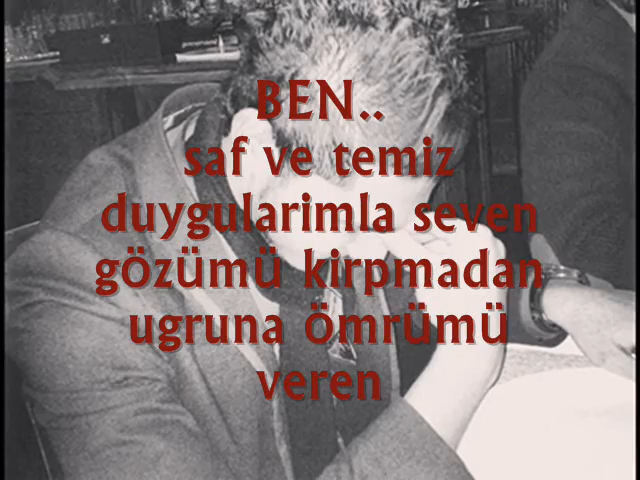 BEN..
saf ve temiz
duygularimla seven
gözümü kirpmadan
ugruna ömrümü
veren